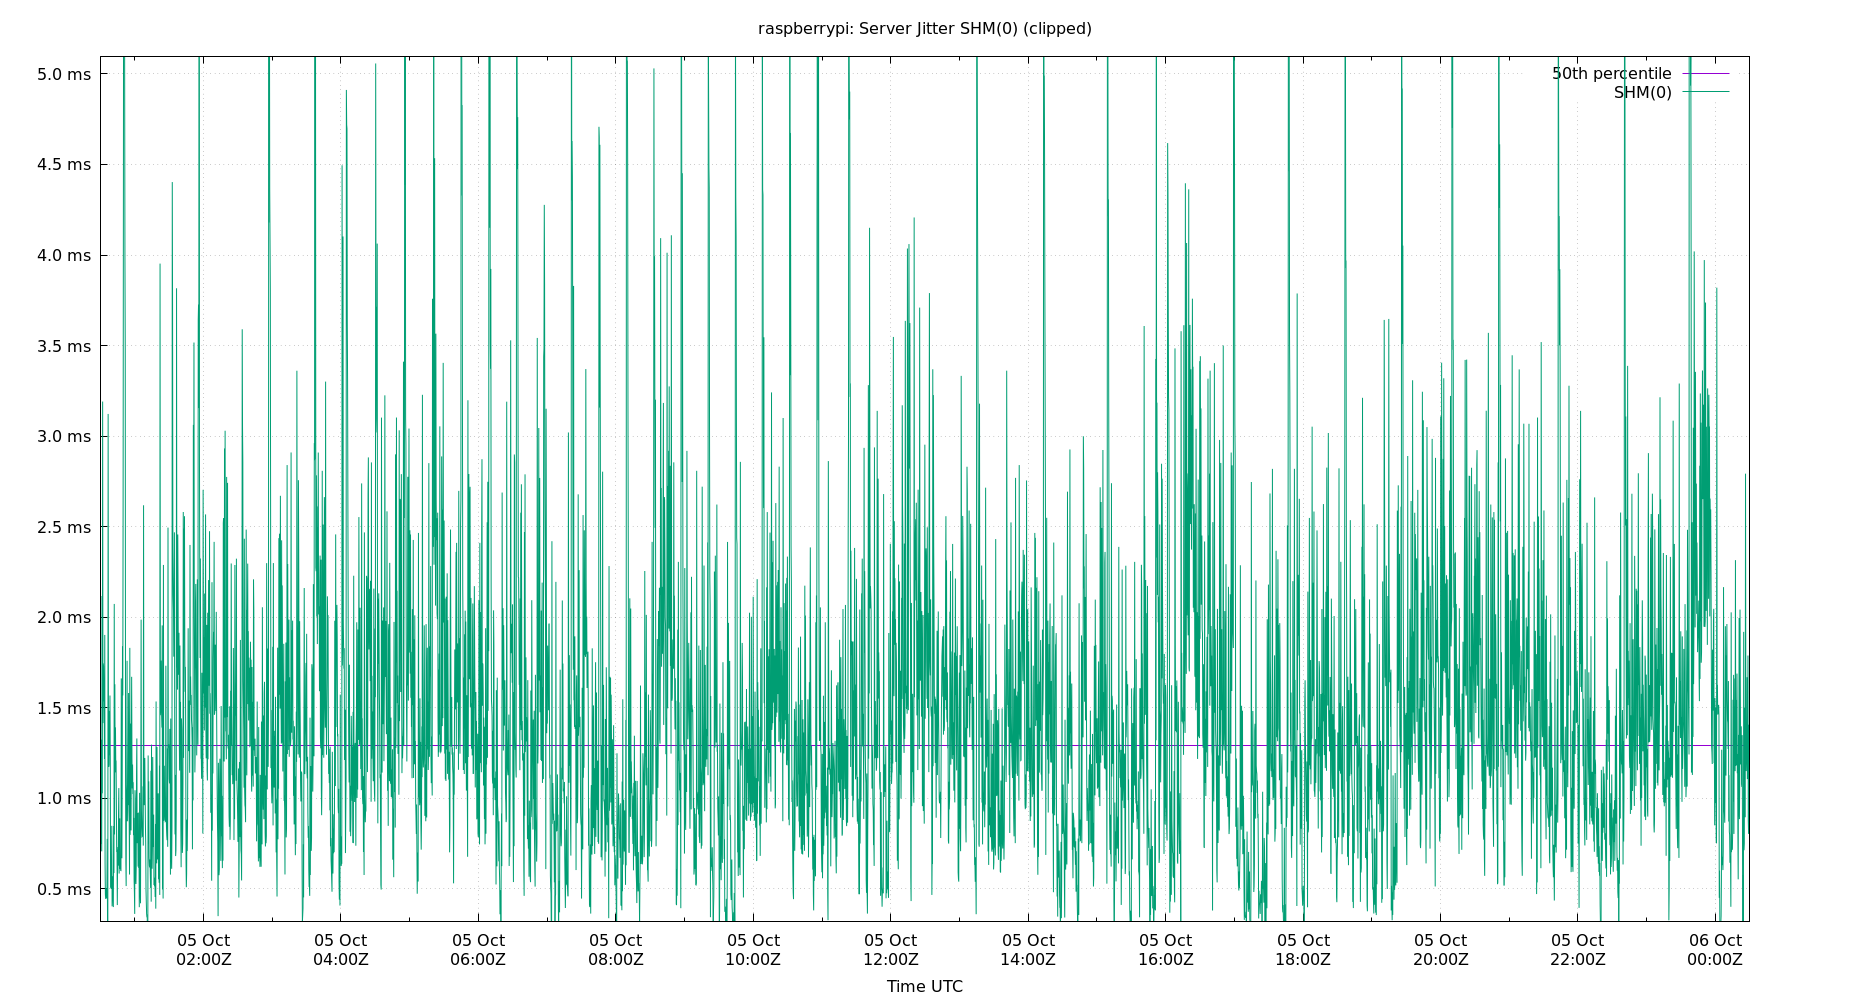 raspberrypi: Server Jitter SHM(0) (clipped)
5.0 ms
4.5 ms
4.0 ms
3.5 ms
3.0 ms
2.5 ms
2.0 ms
1.5 ms
1.0 ms
0.5 ms
50th percentile
SHM(0)
05 Oct 05 Oct 05 Oct 05 Oct 05 Oct 05 Oct 05 Oct 05 Oct 05 Oct 05 Oct 05 Oct 06 Oct
02:00Z 04:00Z 06:00Z 08:00Z 10:00Z 12:00Z 14:00Z 16:00Z 18:00Z 20:00Z 22:00Z 00:00Z
Time UTC